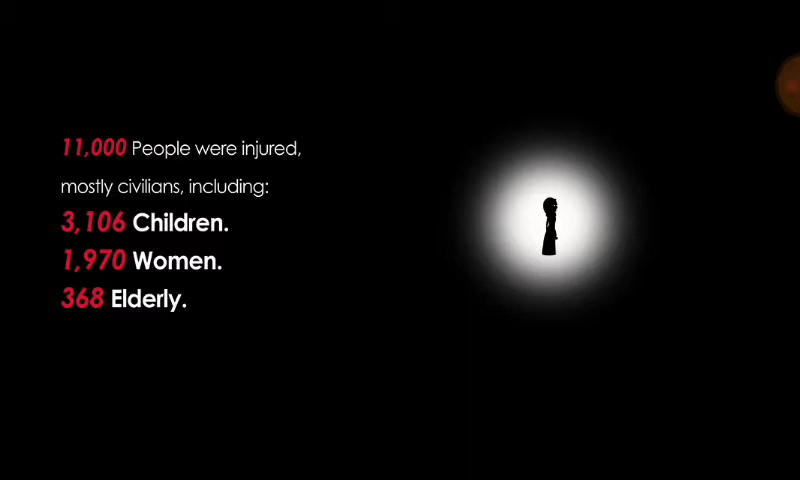 11,000 People were injured,
mostly civilians, including:
3,106 Children.
1,970 Women.
368 Elderly.